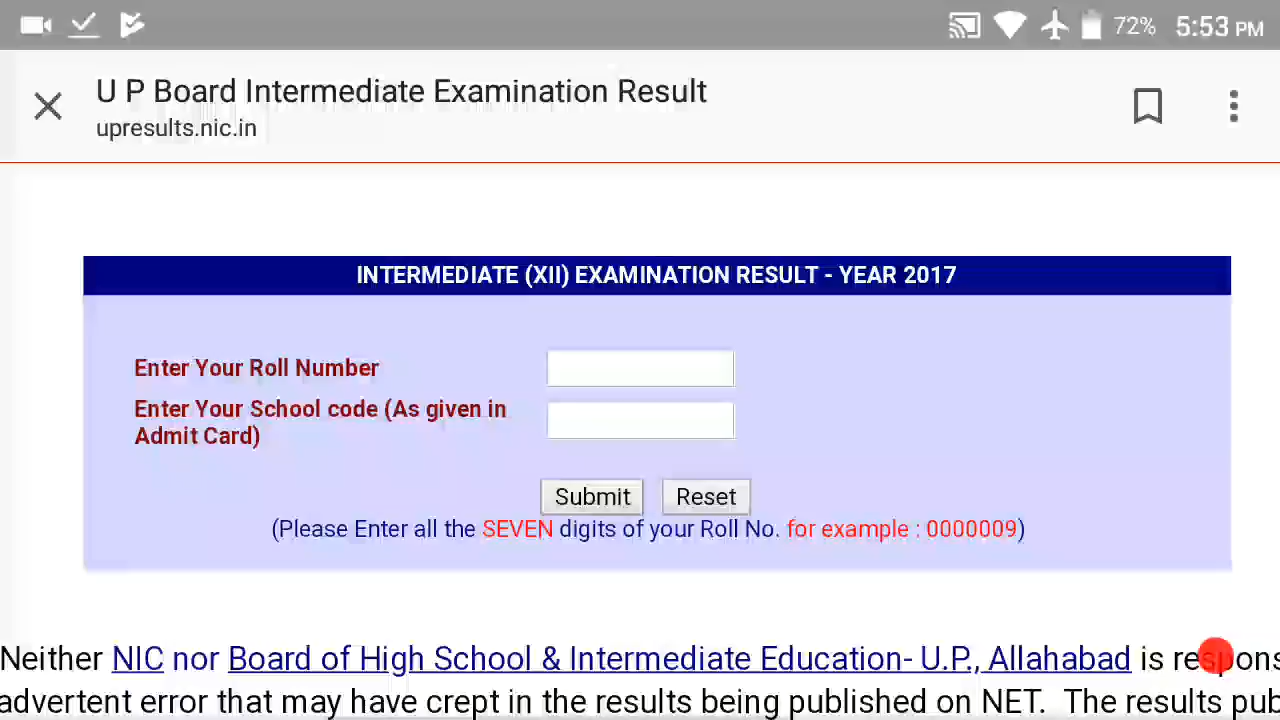 72% 5:53 PM
U P Board Intermediate Examination Result
upresults.nic.in
INTERMEDIATE (XII) EXAMINATION RESULT - YEAR 2017
Enter Your Roll Number
Enter Your School code (As given in
Admit Card)
Submit Reset
(Please Enter all the SEVEN digits of your Roll No. for example : 0000009)
Neither NIC nor Board of High School & Intermediate Education- U.P., Allahabad is respons
advertent error that may have crept in the results being published on NET. The results pub